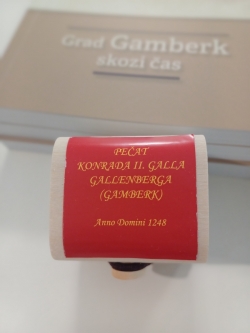 Grad Gamberk
skozi čas
PEČAT
KONRADA II. GALLA
GALLENBERGA
(GAMBERK)
Anno Domini 1248